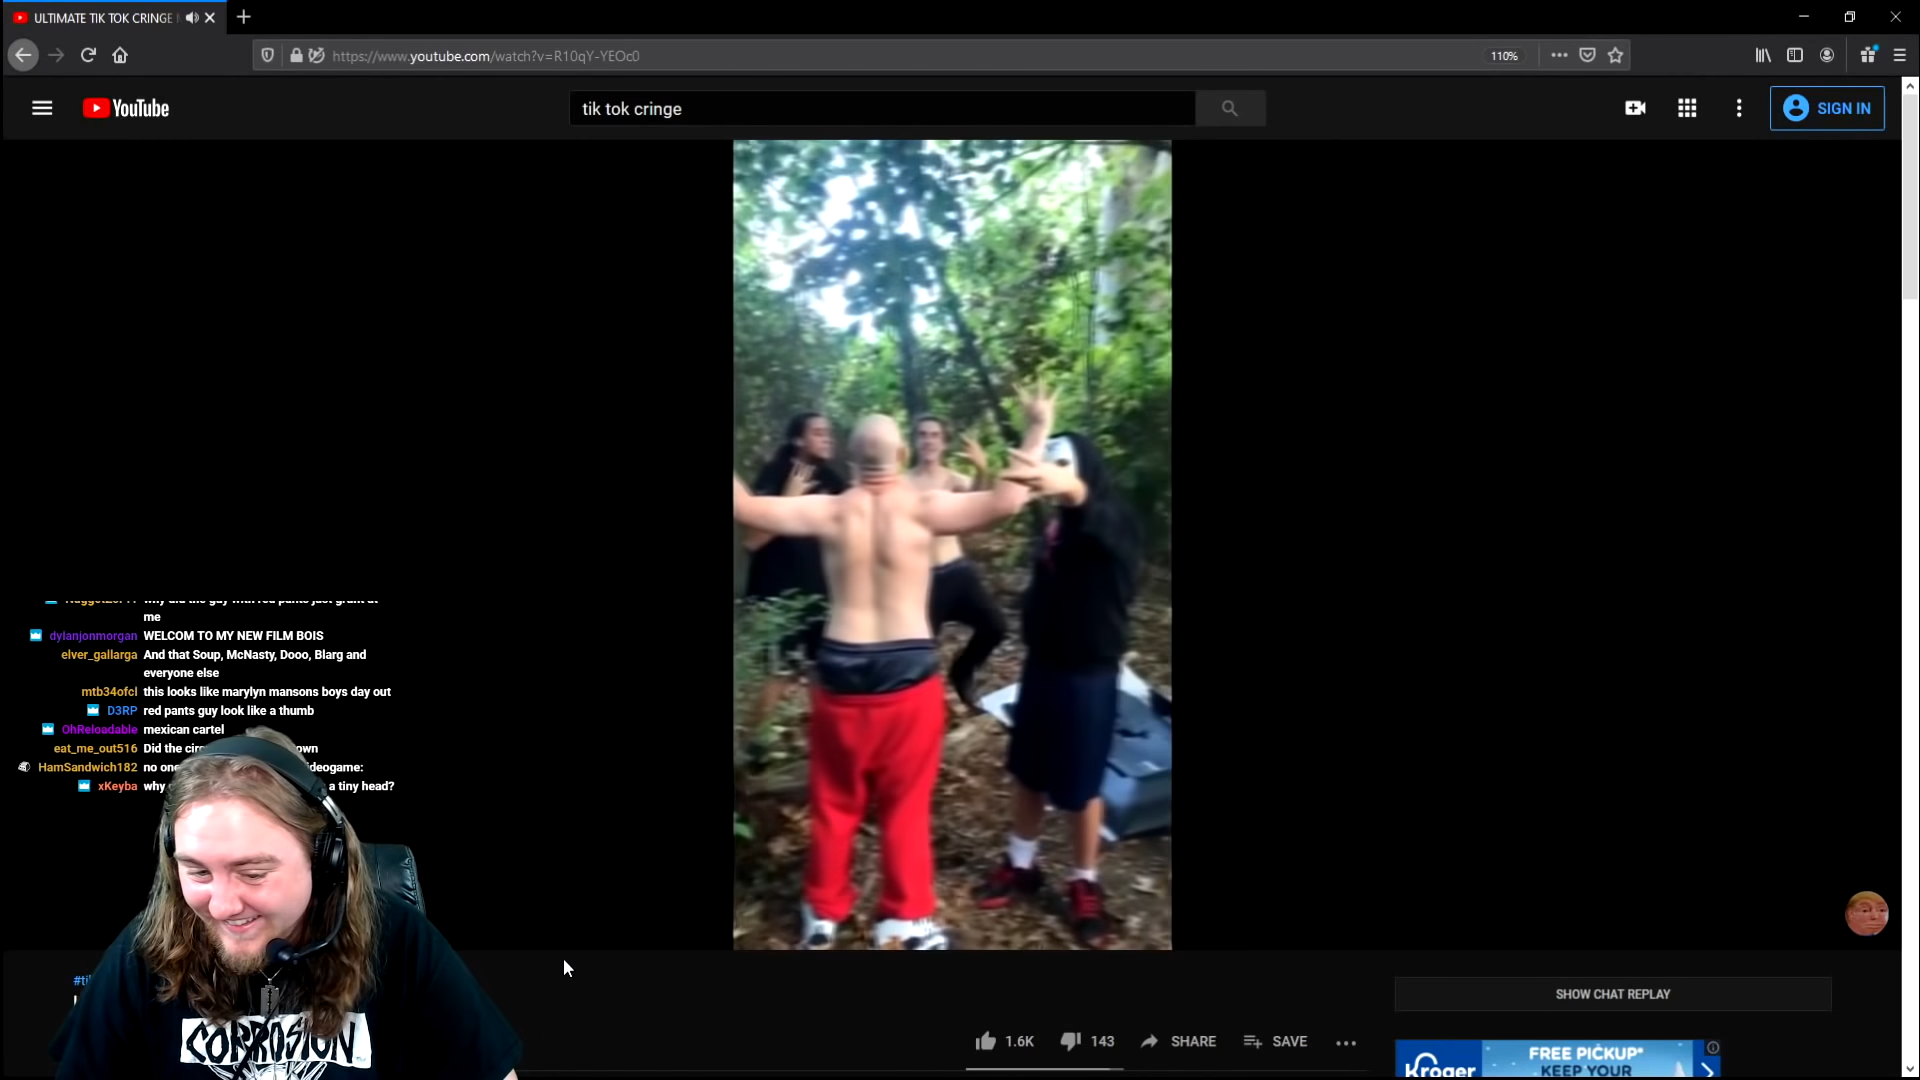 ULTIMATE TIK TOK CRINGE
https://www.youtube.com/watch?v=R10qY-YEOc0
110%
YouTube
tik tok cringe
SIGN IN
me
dylanjonmorgan WELCOM TO MY NEW FILM BOIS
elver_gallarga And that Soup, McNasty, Dooo, Blarg and
everyone else
mtb34ofcl this looks like marylyn mansons boys day out
D3RP red pants guy look like a thumb
OhReloadable mexican cartel
eat_me_out516 Did the
HamSandwich182 no one
xKeyba why a tiny head?
CORROSION
1.6K
143
SHARE
SAVE
SHOW CHAT REPLAY
Kroger
FREE PICKUP*
KEEP YOUR